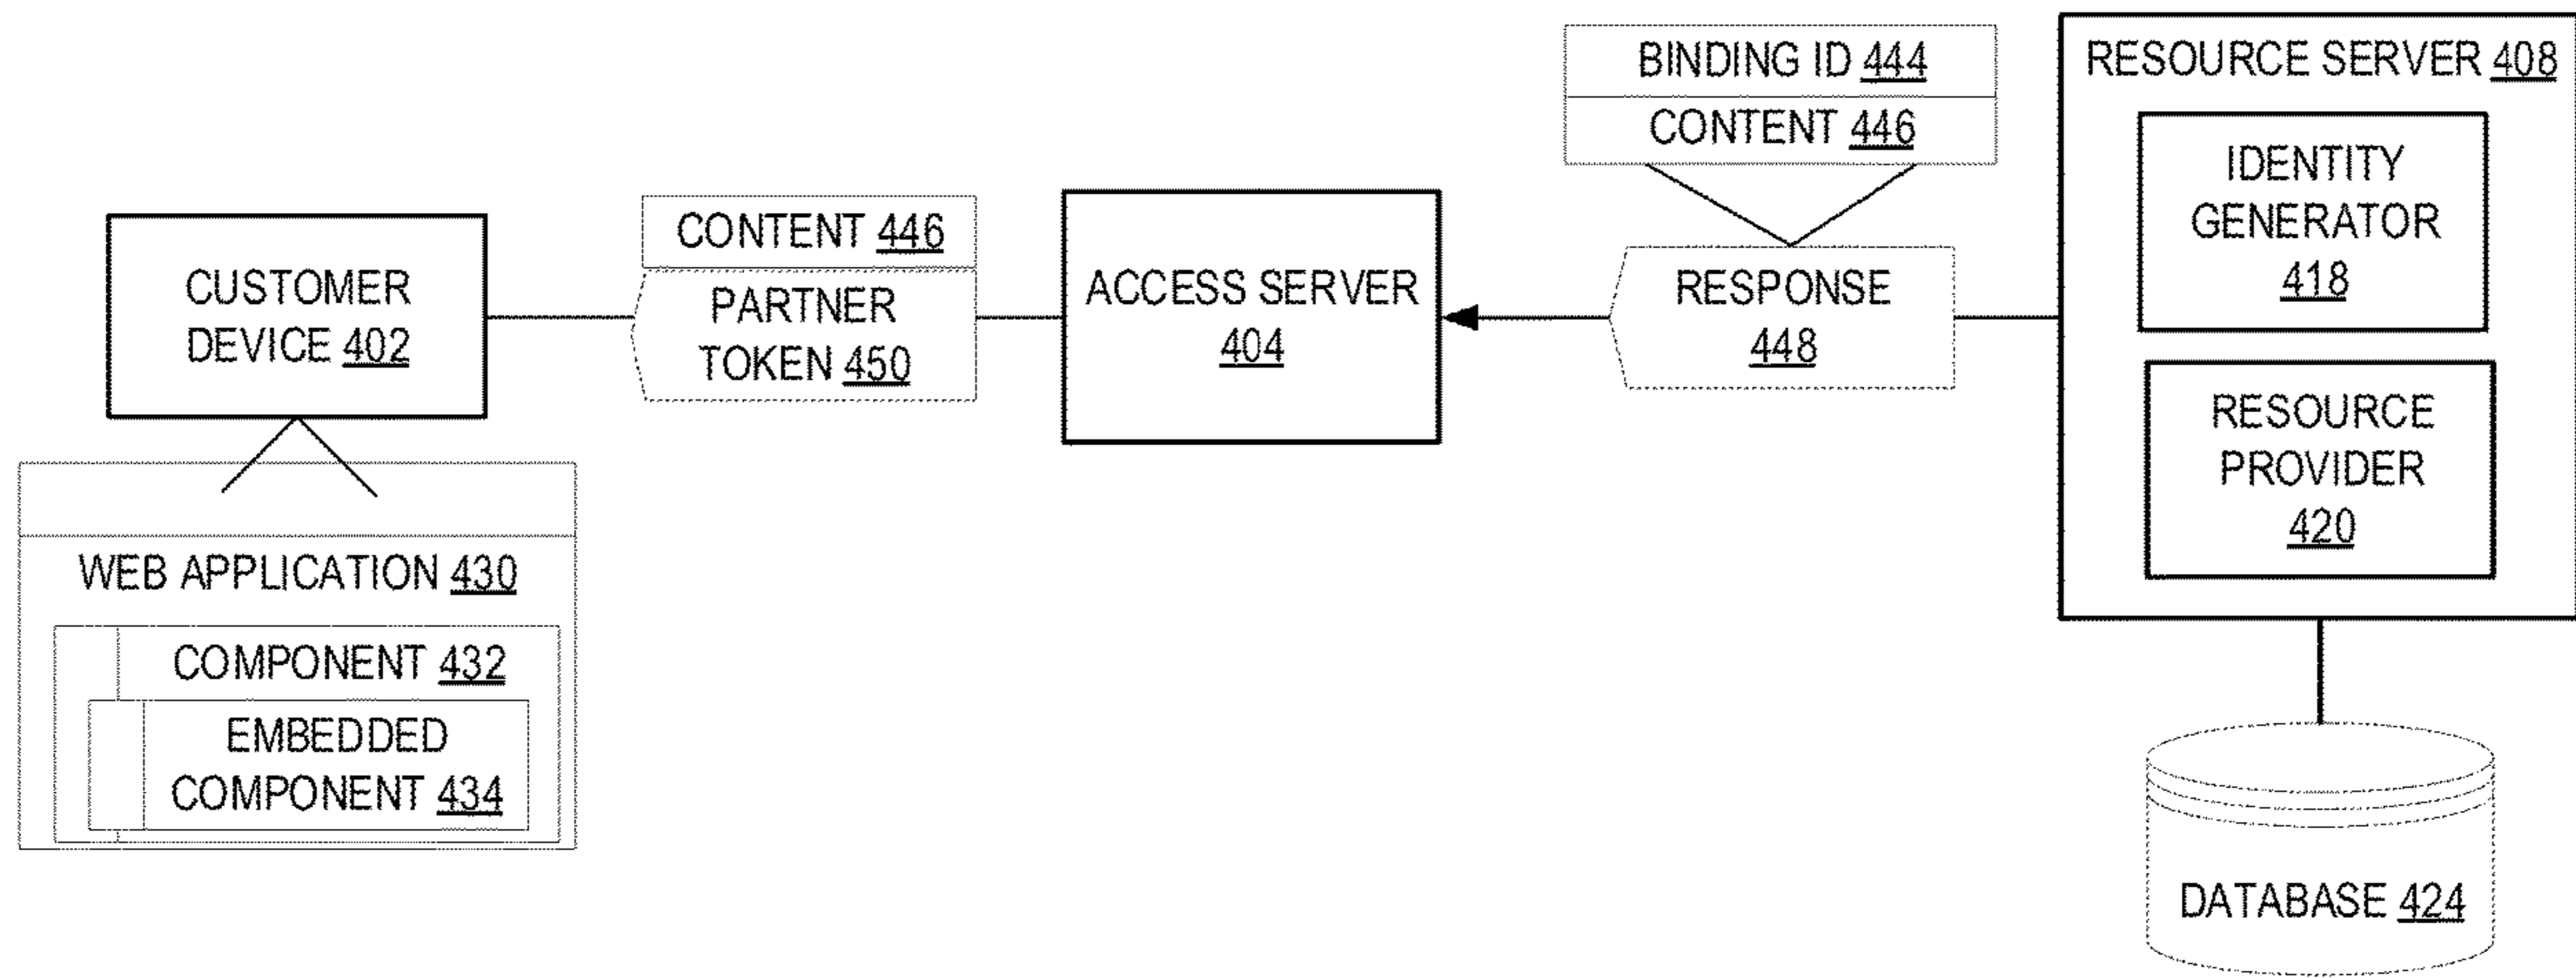 BINDING ID 444
CONTENT 446
RESOURCE SERVER 408
IDENTITY
GENERATOR
418
RESOURCE
PROVIDER
420
CONTENT 446
PARTNER
TOKEN 450
ACCESS SERVER
404
RESPONSE
448
CUSTOMER
DEVICE 402
WEB APPLICATION 430
COMPONENT 432
EMBEDDED
COMPONENT 434
DATABASE 424